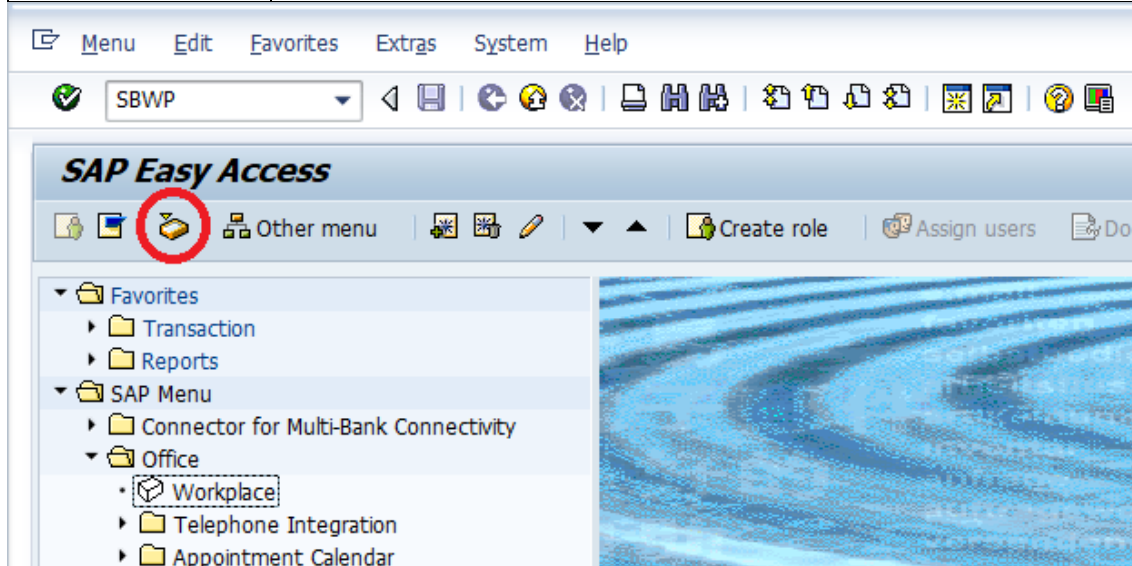 Menu Edit Favorites Extras System Help
SBWP
SAP Easy Access
Other menu Create role Assign users Do
Favorites
Transaction
Reports
SAP Menu
Connector for Multi-Bank Connectivity
Office
Workplace
Telephone Integration
Appointment Calendar